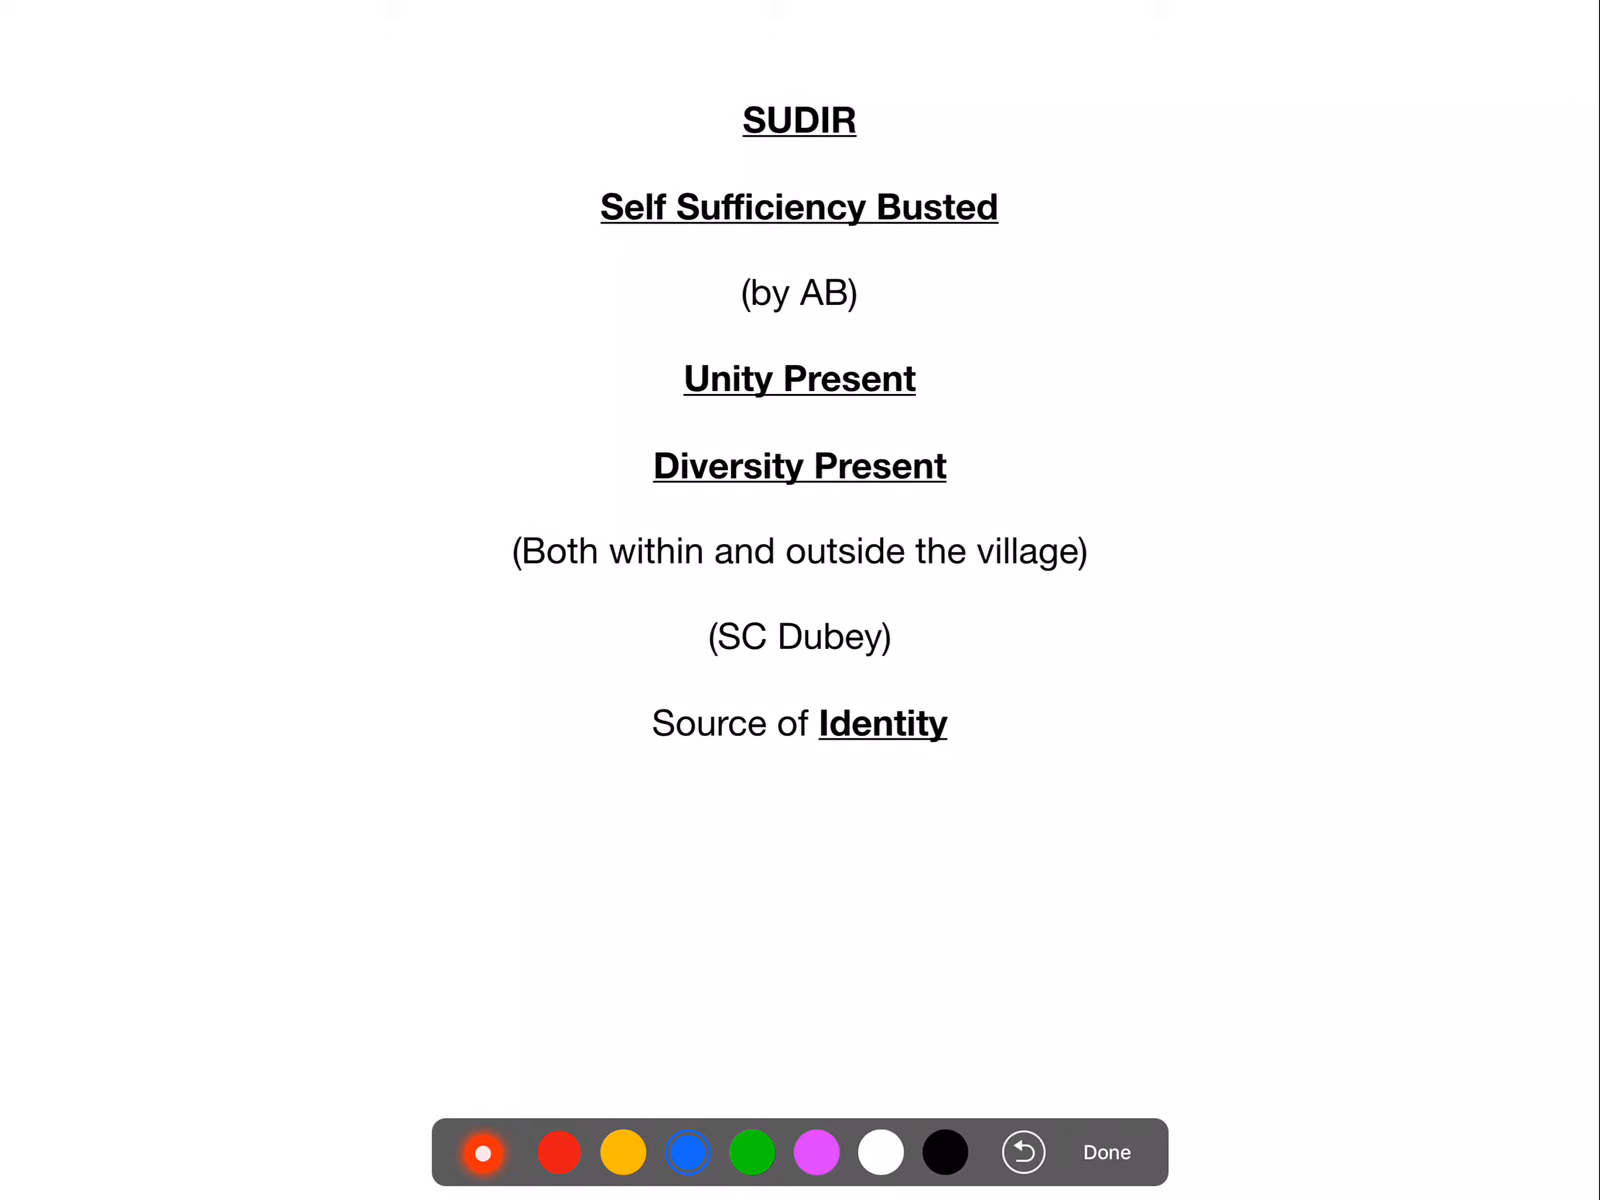 SUDIR
Self Sufficiency Busted
(by AB)
Unity Present
Diversity Present
(Both within and outside the village)
(SC Dubey)
Source of Identity
Done